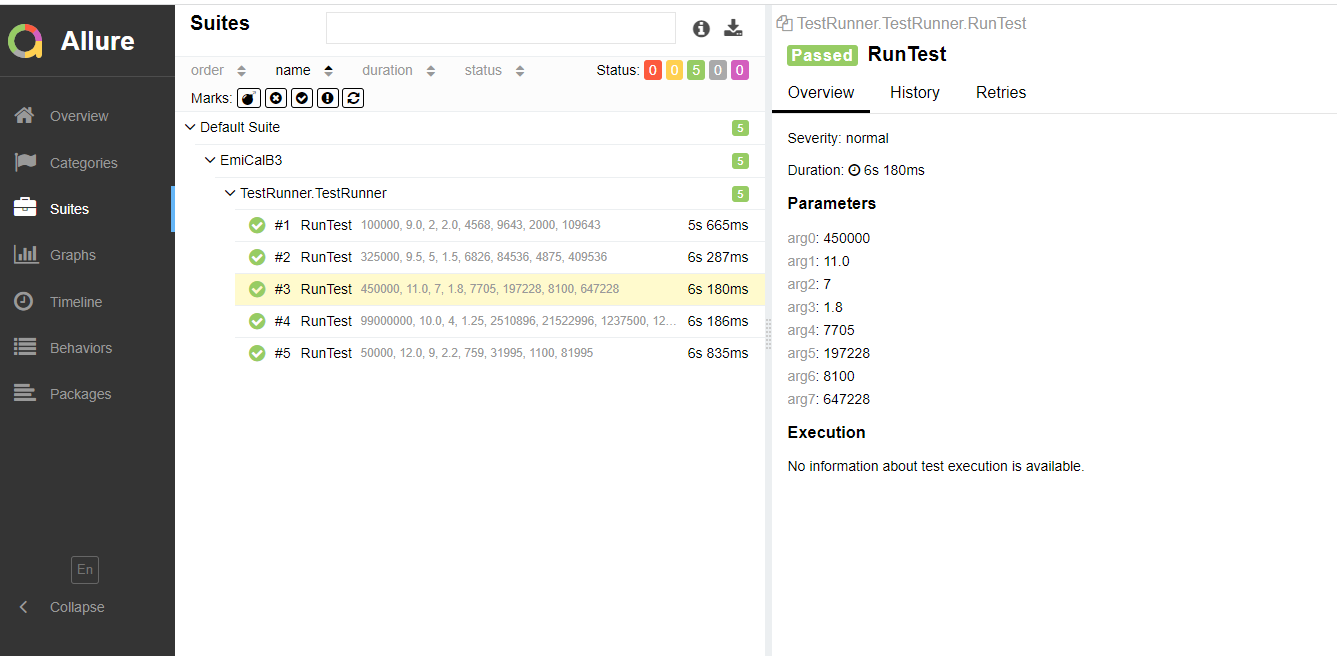 Allure
Overview
Categories
Suites
Graphs
Timeline
Behaviors
Packages
En
Collapse
Suites
order name duration status Status: 0 0 5 0 0
Marks:
Default Suite 5
EmiCalB3 5
TestRunner.TestRunner 5
#1 RunTest 100000, 9.0, 2, 2.0, 4568, 9643, 2000, 109643 5s 665ms
#2 RunTest 325000, 9.5, 5, 1.5, 6826, 84536, 4875, 409536 6s 287ms
#3 RunTest 450000, 11.0, 7, 1.8, 7705, 197228, 8100, 647228 6s 180ms
#4 RunTest 99000000, 10.0, 4, 1.25, 2510896, 21522996, 1237500, 12... 6s 186ms
#5 RunTest 50000, 12.0, 9, 2.2, 759, 31995, 1100, 81995 6s 835ms
TestRunner.TestRunner.RunTest
Passed RunTest
Overview History Retries
Severity: normal
Duration: 6s 180ms
Parameters
arg0: 450000
arg1: 11.0
arg2: 7
arg3: 1.8
arg4: 7705
arg5: 197228
arg6: 8100
arg7: 647228
Execution
No information about test execution is available.